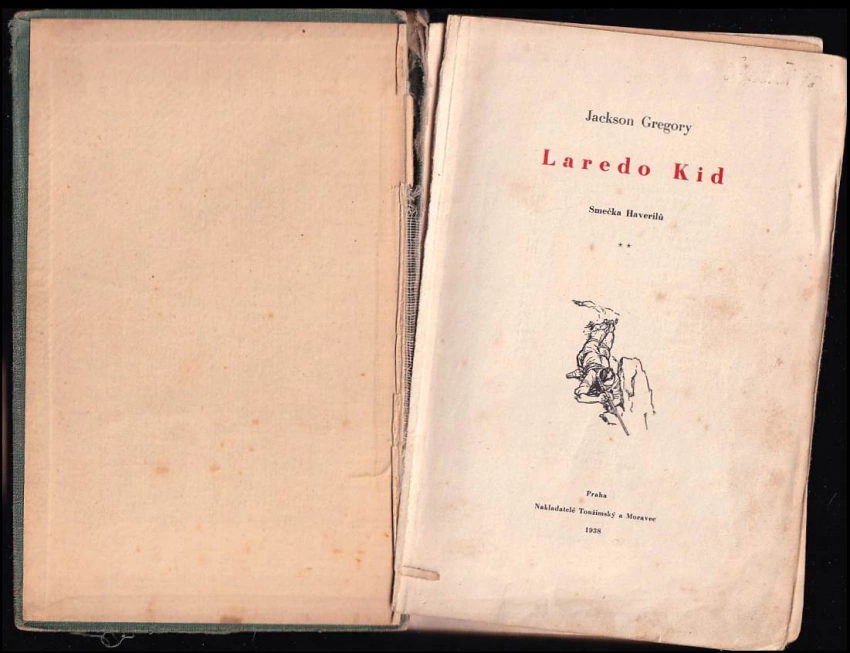 Jackson Gregory
Laredo Kid
Smečka Haverilů
**
Praha
Nakladatelé Toužimský a Moravec
1938